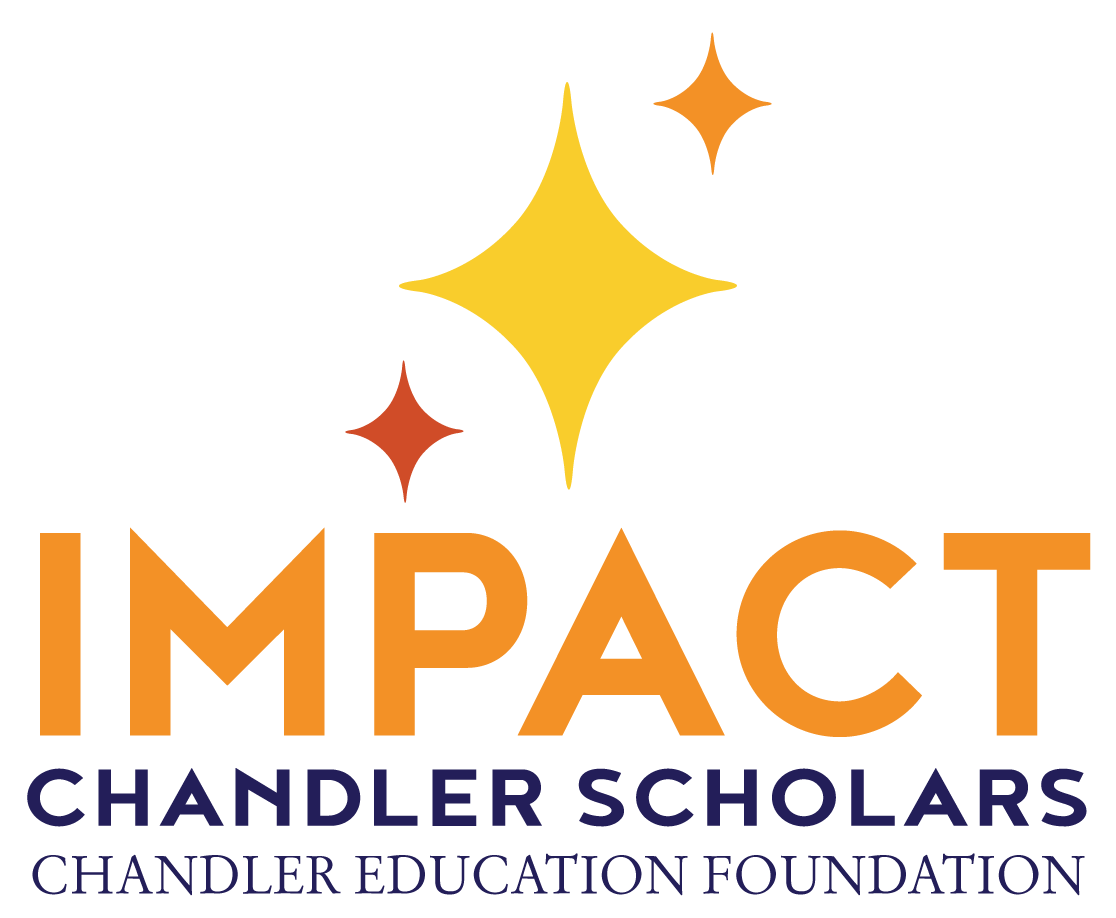 IMPACT
CHANDLER SCHOLARS
CHANDLER EDUCATION FOUNDATION